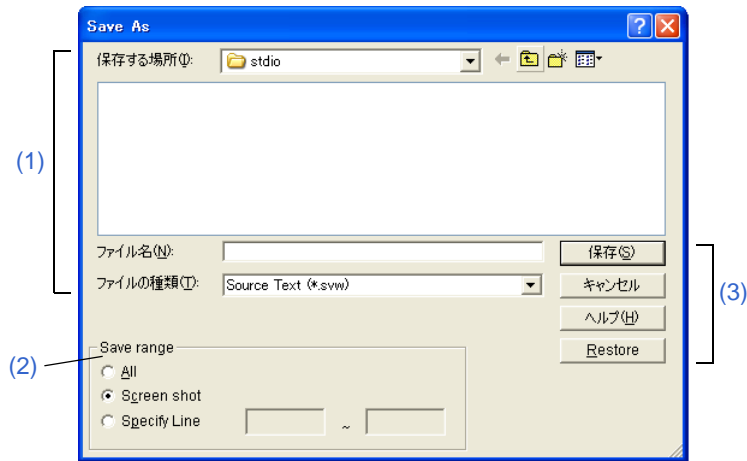 Save As
保存する場所(I):
stdio
(1)
ファイル名(N):
保存(S)
ファイルの種類(T):
Source Text (*.svw)
キャンセル
(3)
ヘルプ(H)
Save range
Restore
(2)
All
Screen shot
Specify Line
~